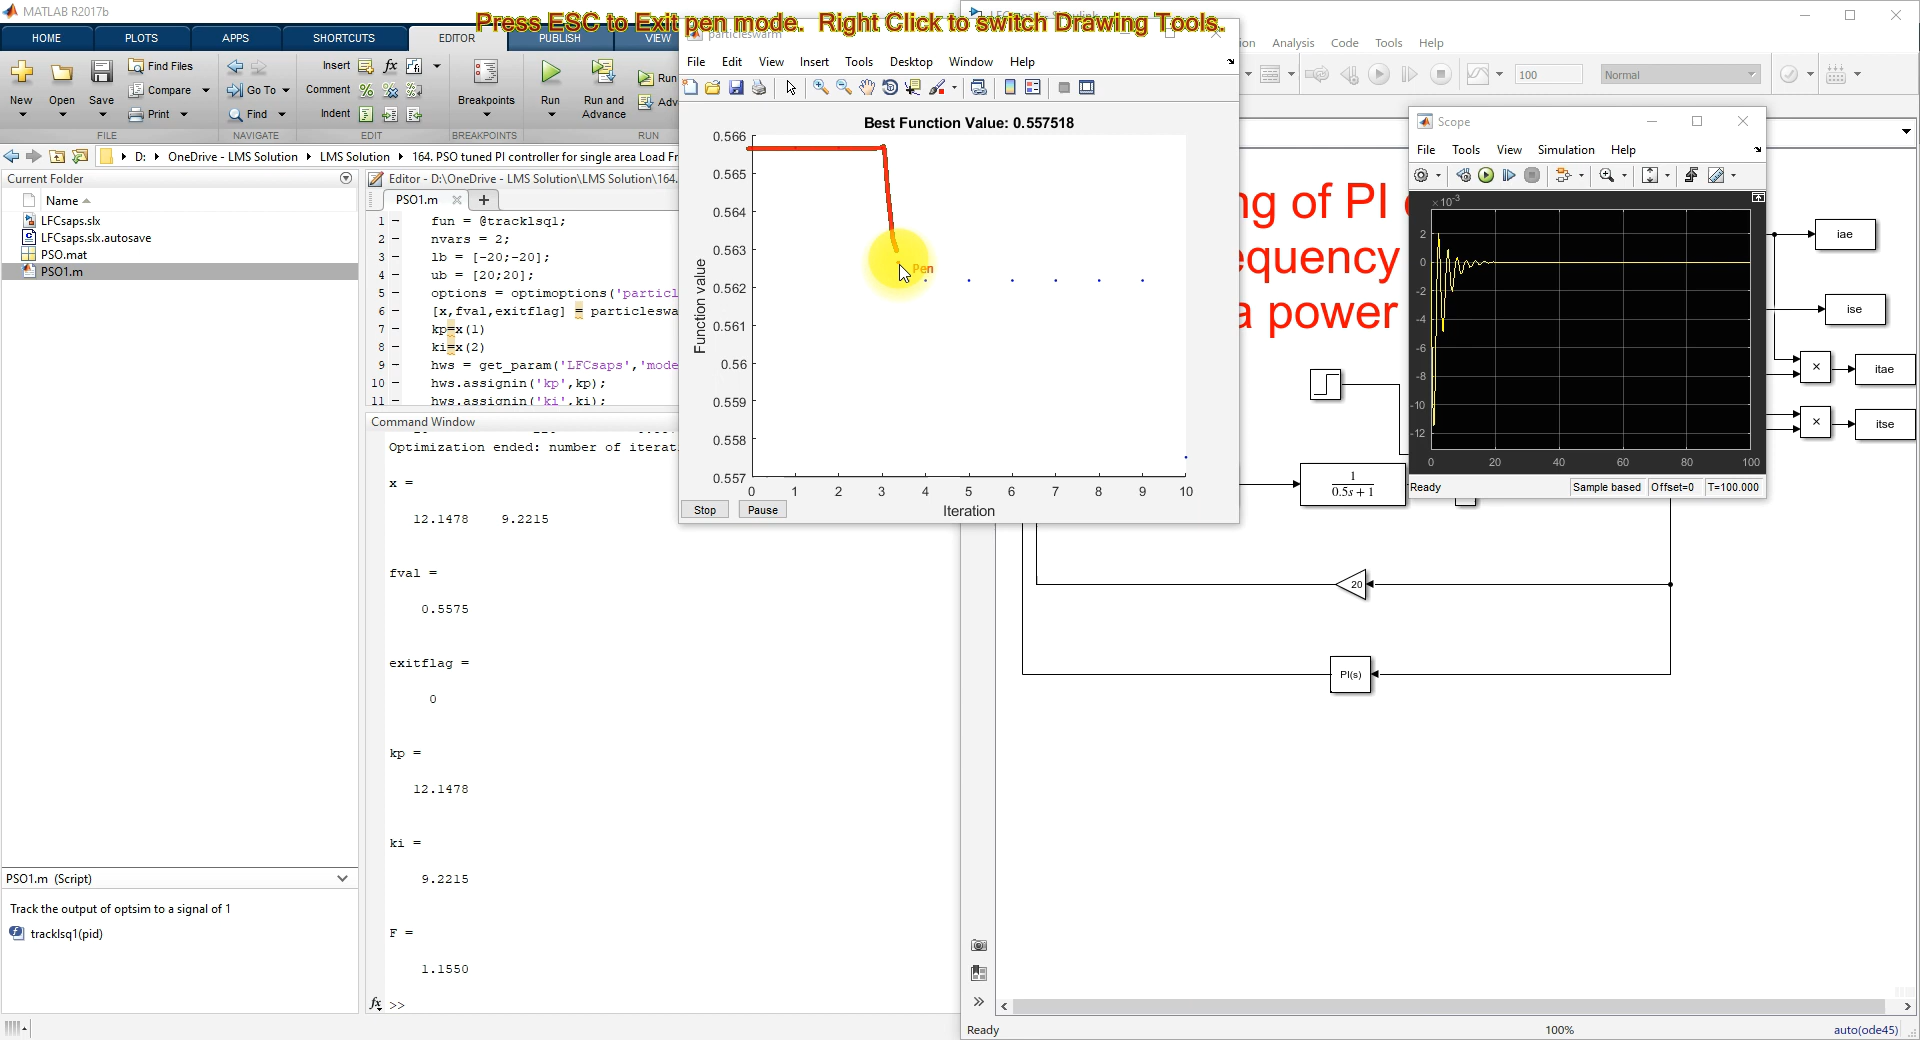 MATLAB R2017b
Press ESC to Exit pen mode. Right Click to switch Drawing Tools.
HOME PLOTS APPS SHORTCUTS EDITOR PUBLISH VIEW
New Open Save
Find Files
Compare
Print
Go To
Find
Insert fx
Comment
Indent
Breakpoints
Run
Run and
Advance
Run
Adv
FILE NAVIGATE EDIT BREAKPOINTS RUN
D: OneDrive - LMS Solution LMS Solution 164. PSO tuned PI controller for single area Load Fr
Current Folder
Name
LFCsaps.slx
LFCsaps.slx.autosave
PSO.mat
PSO1.m
PSO1.m (Script)
Track the output of optsim to a signal of 1
tracklsq1(pid)
Editor - D:\OneDrive - LMS Solution\LMS Solution\164.
PSO1.m
1 fun = @tracklsq1;
2 nvars = 2;
3 lb = [-20;-20];
4 ub = [20;20];
5 options = optimoptions('particl
6 [x,fval,exitflag] = particleswa
7 kp=x(1)
8 ki=x(2)
9 hws = get_param('LFCsaps','mode
10 hws.assignin('kp',kp);
11 hws.assignin('ki',ki);
Command Window
Optimization ended: number of iterati
x =
12.1478 9.2215
fval =
0.5575
exitflag =
0
kp =
12.1478
ki =
9.2215
F =
1.1550
fx >>
particleswarm
File Edit View Insert Tools Desktop Window Help
Best Function Value: 0.557518
0.566
0.565
0.564
0.563
0.562
0.561
0.56
0.559
0.558
0.557
Function value
0 1 2 3 4 5 6 7 8 9 10
Iteration
Pen
Stop Pause
ion Analysis Code Tools Help
100 Normal
ng of PI
equency
a power
Scope
File Tools View Simulation Help
×10-3
2
0
-2
-4
-6
-8
-10
-12
0 20 40 60 80 100
Ready Sample based Offset=0 T=100.000
iae
ise
× itae
× itse
1
0.5s+1
20
PI(s)
Ready 100% auto(ode45)